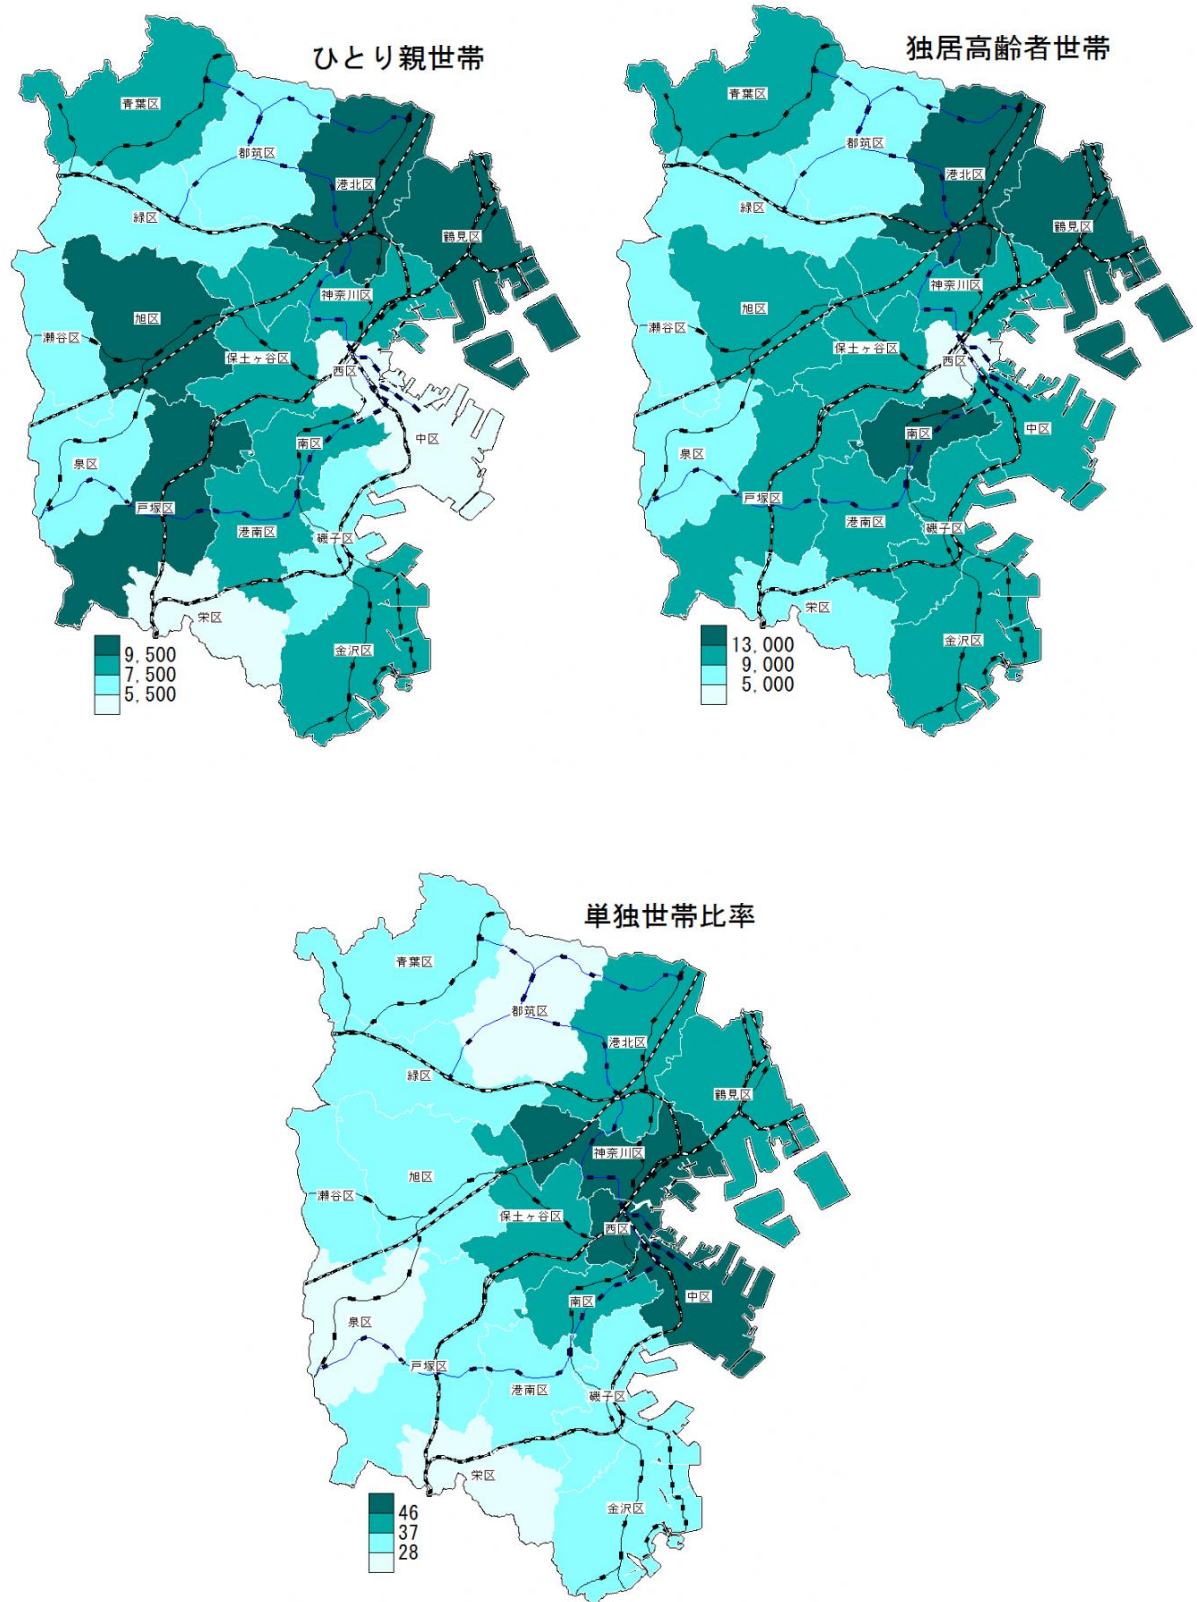 ひとり親世帯
青葉区
都筑区
港北区
緑区
鶴見区
神奈川区
旭区
瀬谷区
保土ヶ谷区
西区
中区
南区
泉区
戸塚区
港南区
磯子区
栄区
金沢区
9,500
7,500
5,500
独居高齢者世帯
青葉区
都筑区
港北区
緑区
鶴見区
神奈川区
旭区
瀬谷区
保土ヶ谷区
西区
中区
南区
泉区
戸塚区
港南区
磯子区
栄区
金沢区
13,000
9,000
5,000
単独世帯比率
青葉区
都筑区
港北区
緑区
鶴見区
神奈川区
旭区
瀬谷区
保土ヶ谷区
西区
中区
南区
泉区
戸塚区
港南区
磯子区
栄区
金沢区
46
37
28